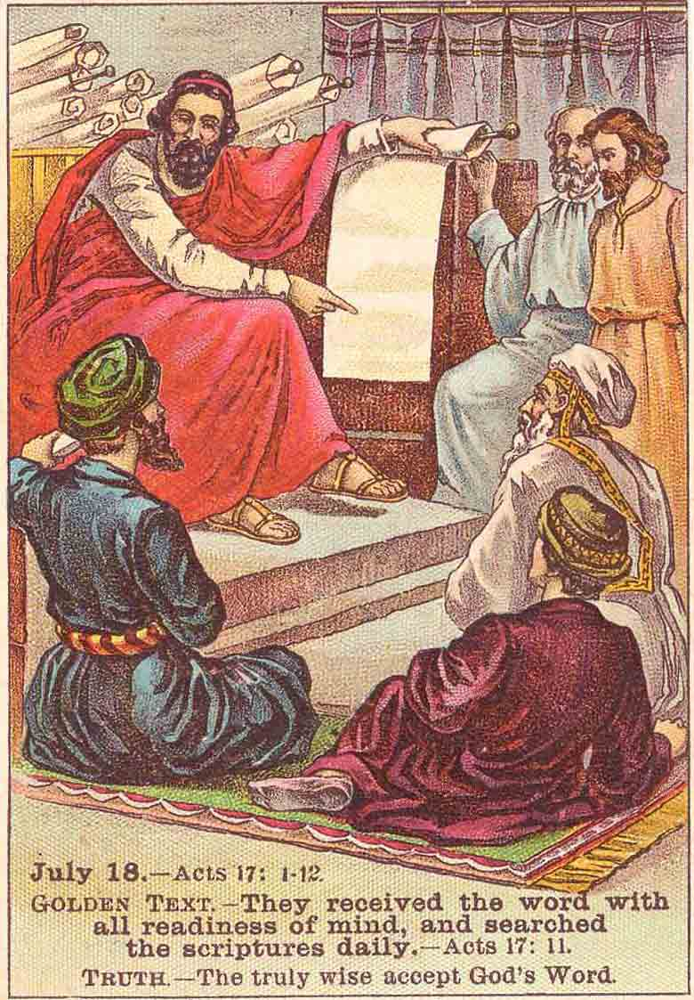 July 18.—Acts 17: 1-12.
Golden Text.—They received the word with
all readiness of mind, and searched
the scriptures daily.—Acts 17: 11.
Truth.—The truly wise accept God's Word.